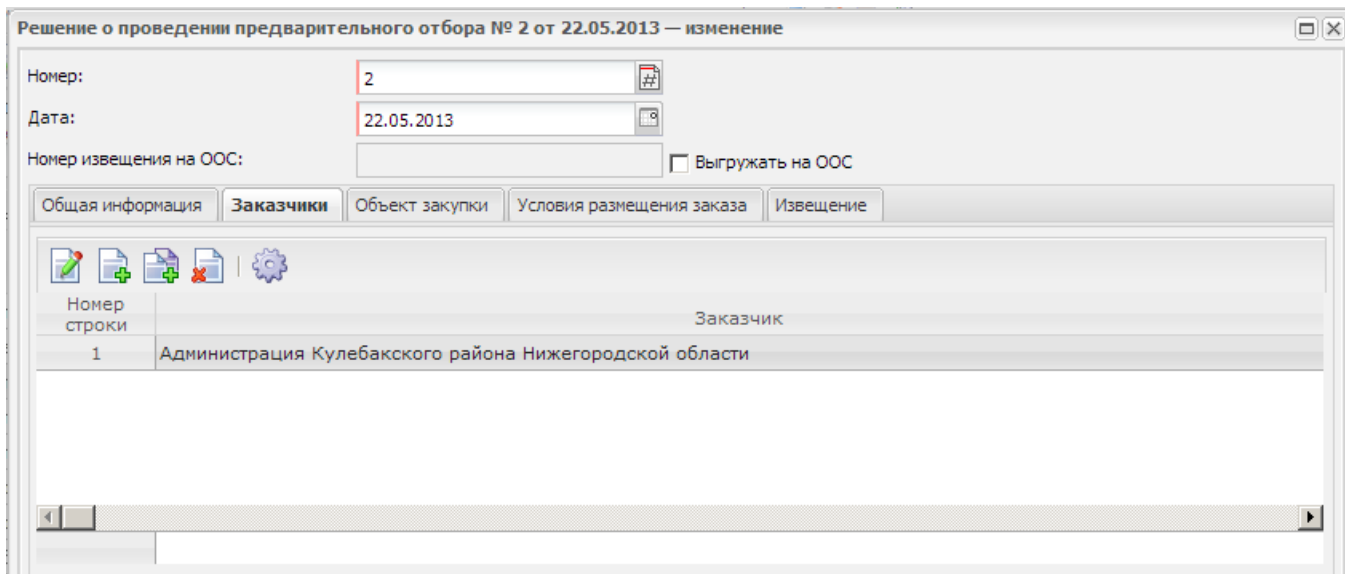 Решение о проведении предварительного отбора № 2 от 22.05.2013 — изменение
Номер: 2
Дата: 22.05.2013
Номер извещения на ООС: Выгружать на ООС
Общая информация Заказчики Объект закупки Условия размещения заказа Извещение
Номер строки Заказчик
1 Администрация Кулебакского района Нижегородской области